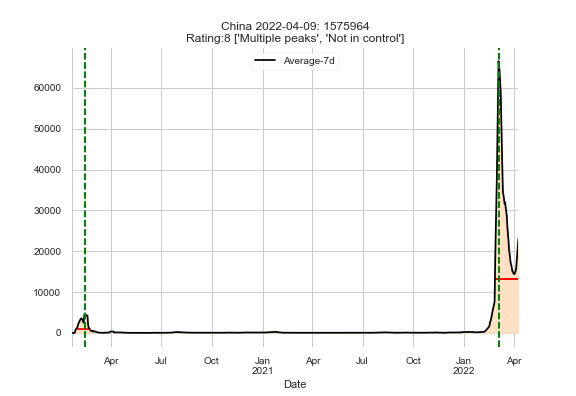 China 2022-04-09: 1575964
Rating:8 ['Multiple peaks', 'Not in control']
Average-7d
60000
50000
40000
30000
20000
10000
0
Apr Jul Oct Jan Apr Jul Oct Jan Apr
2021 2022
Date